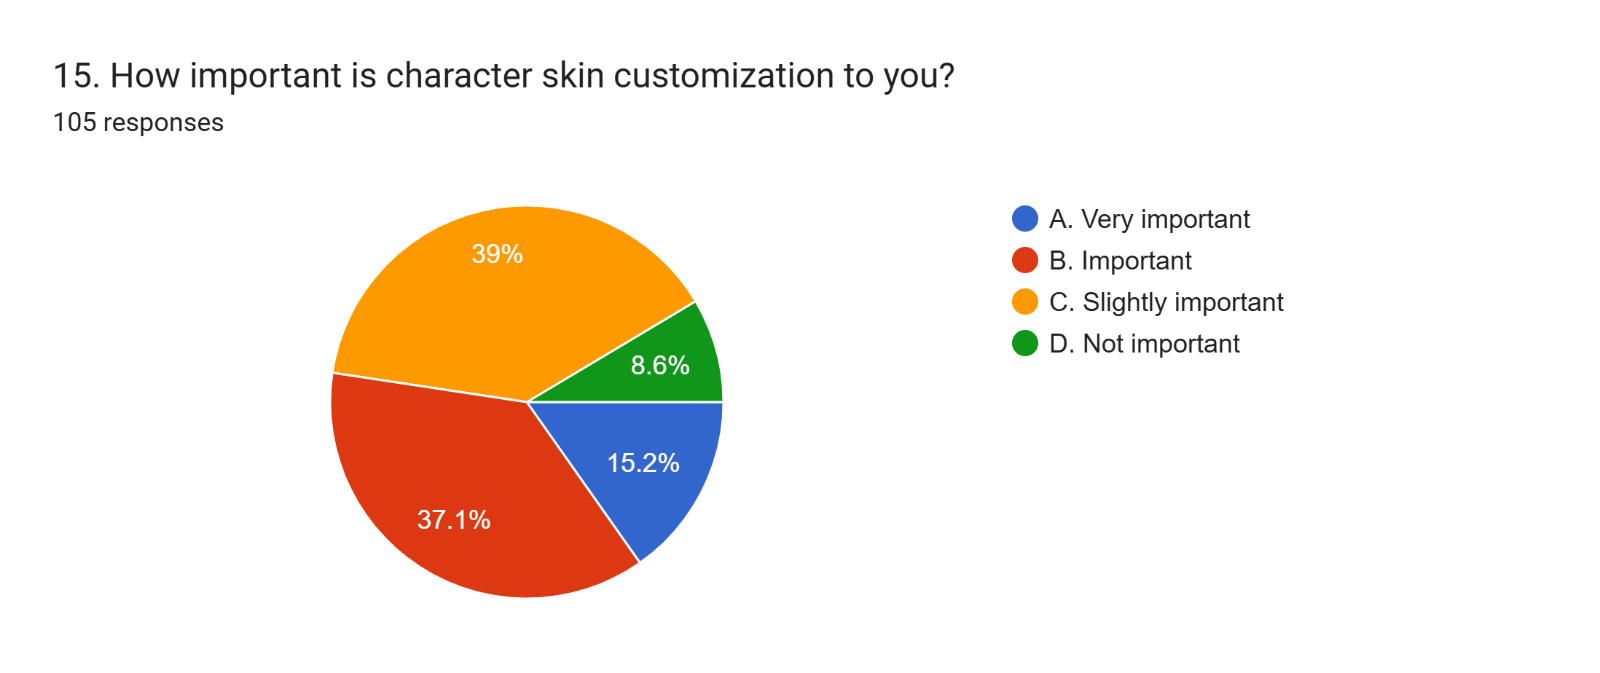 15. How important is character skin customization to you?
105 responses
39%
8.6%
15.2%
37.1%
A. Very important
B. Important
C. Slightly important
D. Not important